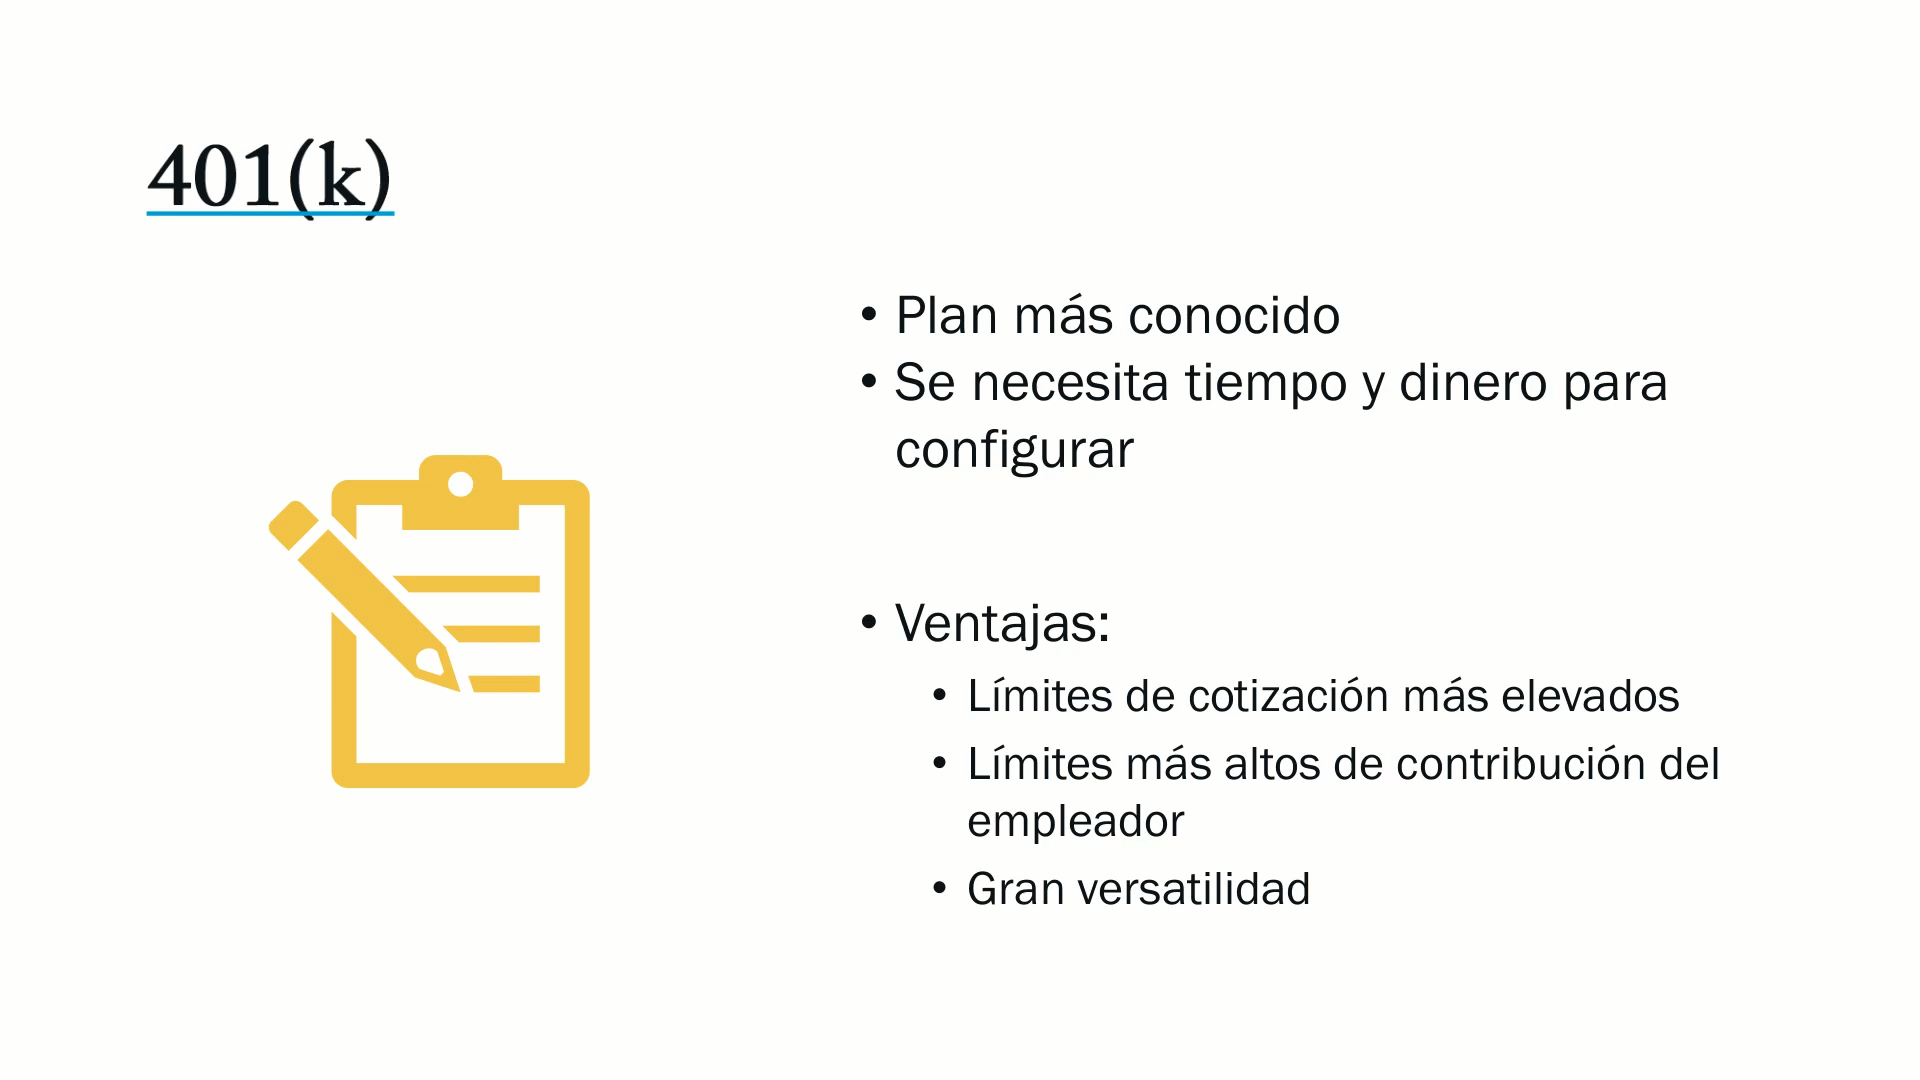 401(k)
• Plan más conocido
• Se necesita tiempo y dinero para
configurar
• Ventajas:
• Límites de cotización más elevados
• Límites más altos de contribución del
empleador
• Gran versatilidad